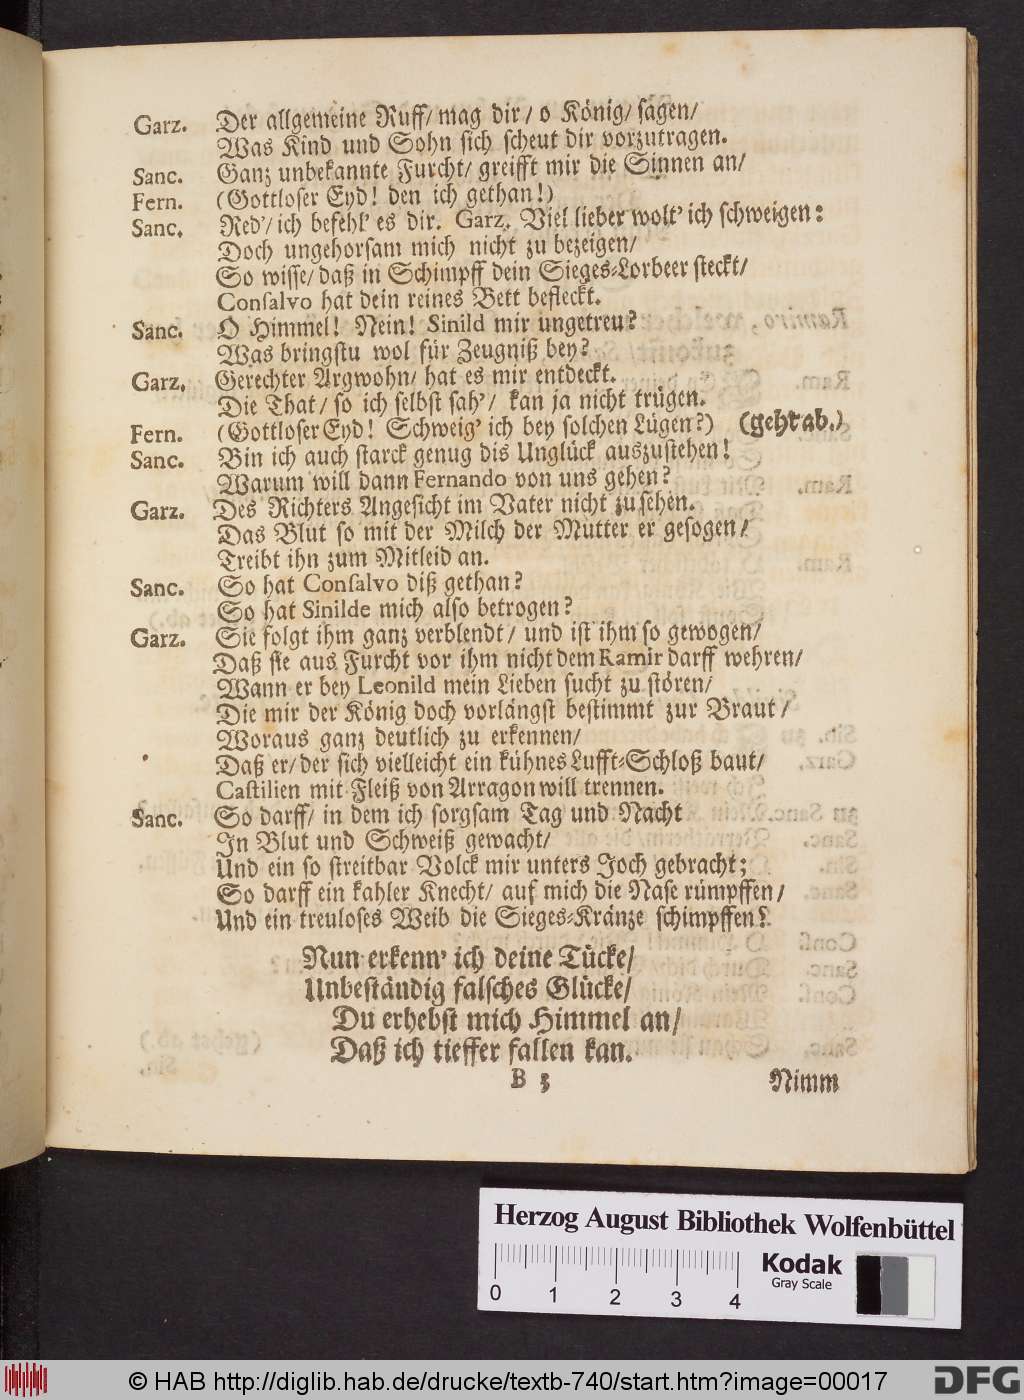 Garz. Der allgemeine Ruff/ mag dir/ o König/ sagen/
Was Kind und Sohn sich scheut dir vorzutragen.
Sanc. Ganz unbekannte Furcht/ greifft mir die Sinnen an/
Fern. (Gottloser Eyd! den ich gethan!)
Sanc. Red'/ ich befehl' es dir. Garz. Viel lieber wolt' ich schweigen:
Doch ungehorsam mich nicht zu bezeigen/
So wisse/ daß in Schimpff dein Sieges-Lorbeer steckt/
Consalvo hat dein reines Bett befleckt.
Sanc. O Himmel! Nein! Sinild mir ungetreu?
Was bringstu wol für Zeugniß bey?
Garz. Gerechter Argwohn/ hat es mir entdeckt.
Die That/ so ich selbst sah'/ kan ja nicht trügen.
Fern. (Gottloser Eyd! Schweig' ich bey solchen Lügen?) (geht ab.)
Sanc. Bin ich auch starck genug dis Unglück auszustehen!
Warum will dann Fernando von uns gehen?
Garz. Des Richters Angesicht im Vater nicht zu sehen.
Das Blut so mit der Milch der Mutter er gesogen/
Treibt ihn zum Mitleid an.
Sanc. So hat Consalvo diß gethan?
So hat Sinilde mich also betrogen?
Garz. Sie folgt ihm ganz verblendt/ und ist ihm so gewogen/
Daß sie aus Furcht vor ihm nicht dem Ramir darff wehren/
Wann er bey Leonild mein Lieben sucht zu stören/
Die mir der König doch vorlängst bestimmt zur Braut/
Woraus ganz deutlich zu erkennen/
Daß er/ der sich vielleicht ein kühnes Lufft-Schloß baut/
Castilien mit Fleiß von Arragon will trennen.
Sanc. So darff/ in dem ich sorgsam Tag und Nacht
In Blut und Schweiß gewacht/
Und ein so streitbar Volck mir unters Joch gebracht;
So darff ein kahler Knecht/ auf mich die Nase rümpffen/
Und ein treuloses Weib die Sieges-Kränze schimpffen!
Nun erkenn' ich deine Tücke/
Unbeständig falsches Glücke/
Du erhebst mich Himmel an/
Daß ich tieffer fallen kan.
B 3 Nimm
Herzog August Bibliothek Wolfenbüttel
Kodak
Gray Scale
0 1 2 3 4
© HAB http://diglib.hab.de/drucke/textb-740/start.htm?image=00017
DFG